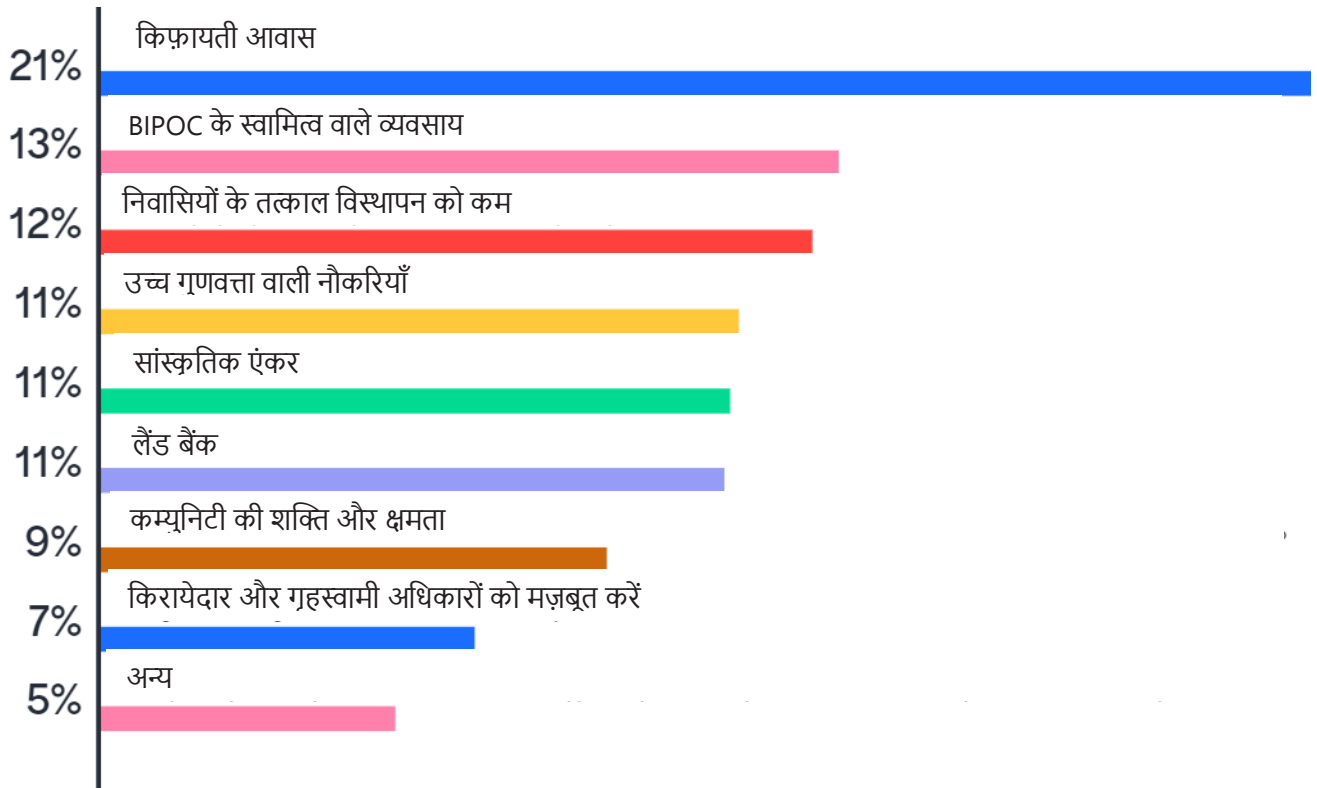 किफ़ायती आवास
21%
BIPOC के स्वामित्व वाले व्यवसाय
13%
निवासियों के तत्काल विस्थापन को कम
12%
उच्च गुणवत्ता वाली नौकरियाँ
11%
सांस्कृतिक एंकर
11%
लैंड बैंक
11%
कम्युनिटी की शक्ति और क्षमता
9%
किरायेदार और गृहस्वामी अधिकारों को मज़बूत करें
7%
अन्य
5%